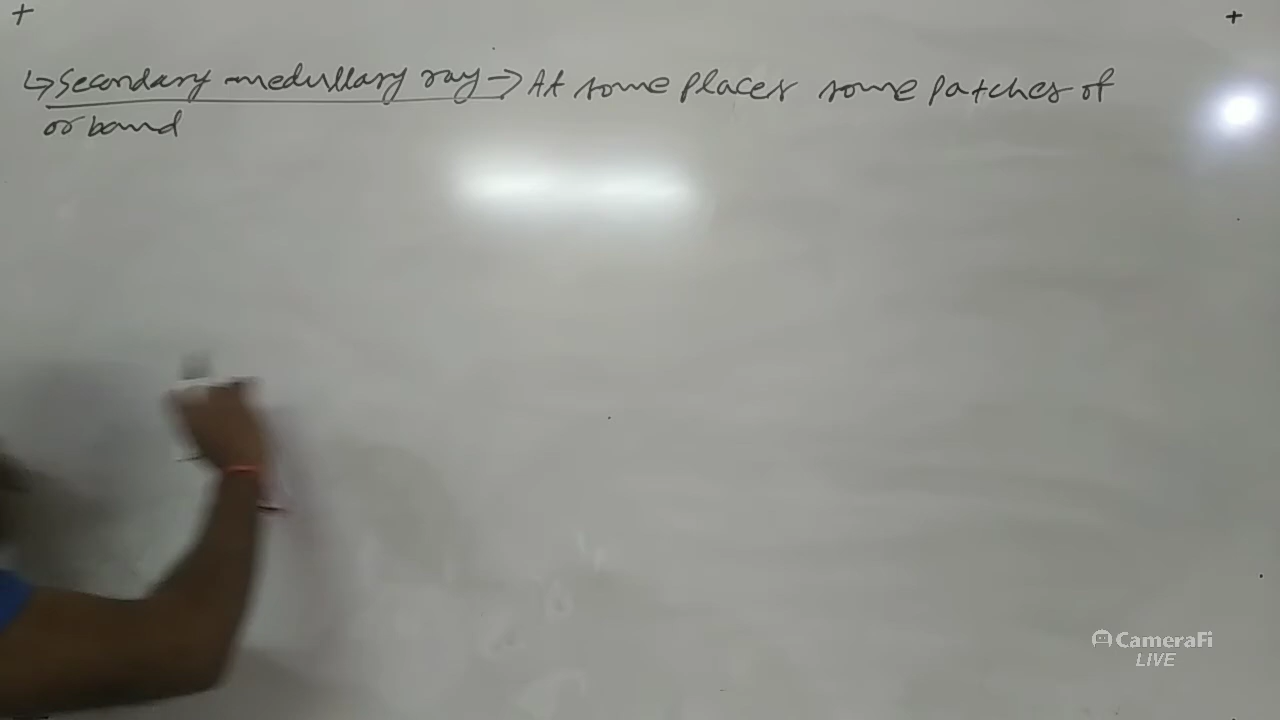 ↳ Secondary medullary ray → At some places some patches of
or band
CameraFi
LIVE